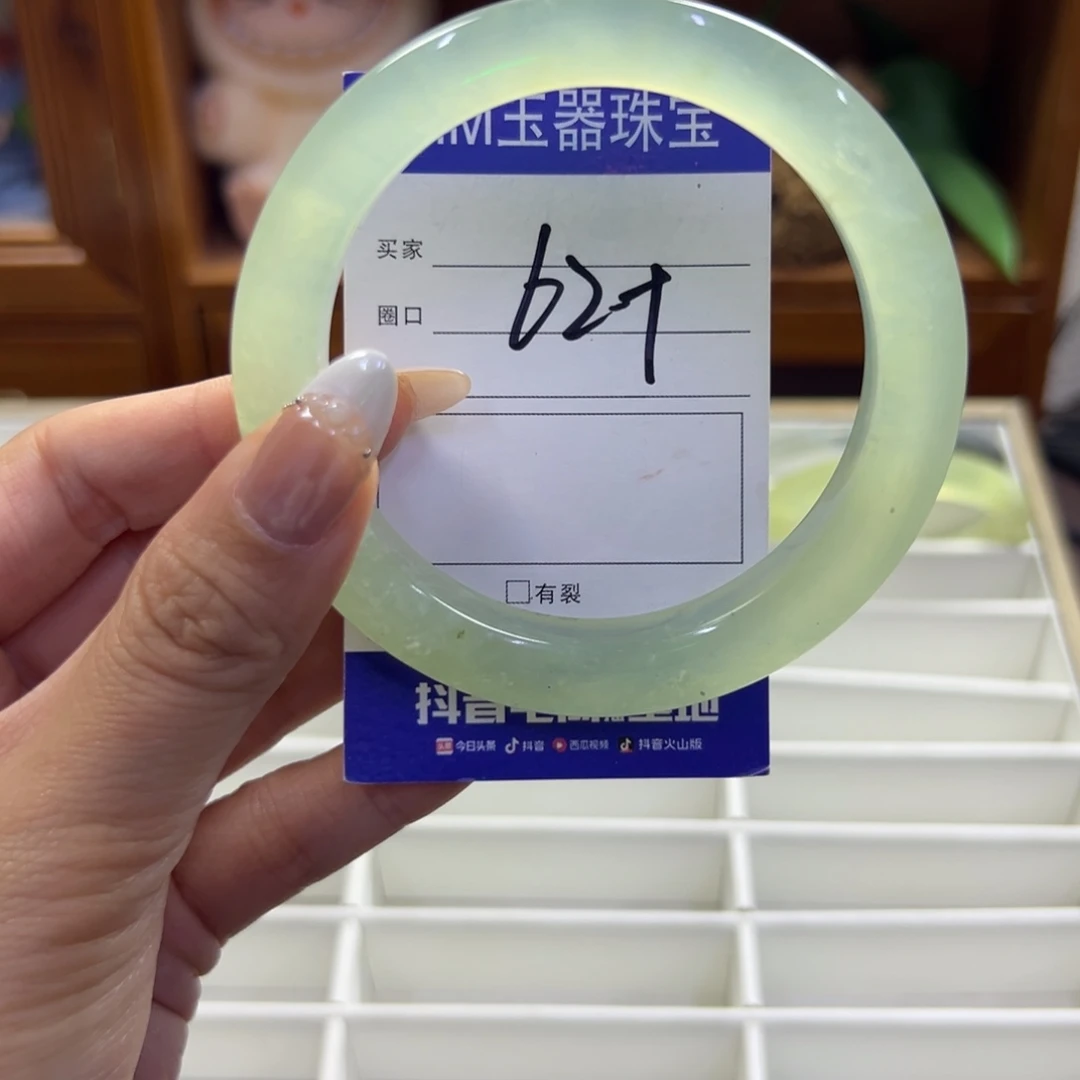 M玉器珠宝
买家
圈口
62
有裂
抖音
今日头条 抖音 西瓜视频 抖音火山版